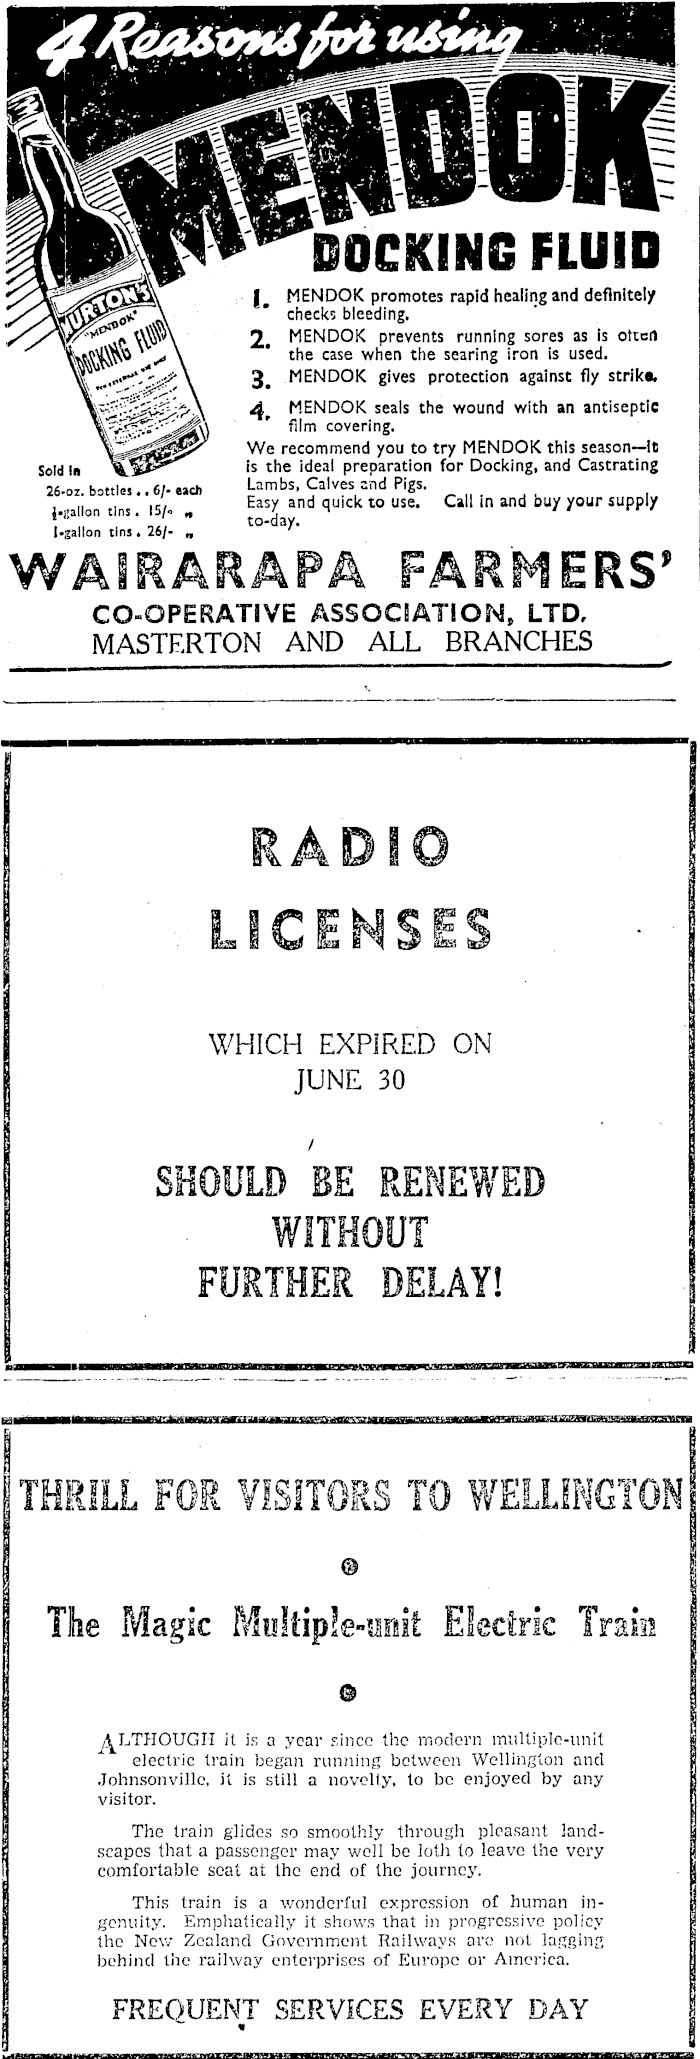 4 Reasons for using
MENDOK
DOCKING FLUID
MURTON'S
"MENDOK"
DOCKING FLUID
FOR EXTERNAL USE ONLY
1. MENDOK promotes rapid healing and definitely
checks bleeding.
2. MENDOK prevents running sores as is often
the case when the searing iron is used.
3. MENDOK gives protection against fly strike.
4. MENDOK seals the wound with an antiseptic
film covering.
We recommend you to try MENDOK this season—it
is the ideal preparation for Docking, and Castrating
Lambs, Calves and Pigs.
Easy and quick to use. Call in and buy your supply
to-day.
Sold in
26-oz. bottles .. 6/- each
½-gallon tins . 15/- „
1-gallon tins . 26/- „
WAIRARAPA FARMERS'
CO-OPERATIVE ASSOCIATION, LTD.
MASTERTON AND ALL BRANCHES
RADIO
LICENSES
WHICH EXPIRED ON
JUNE 30
SHOULD BE RENEWED
WITHOUT
FURTHER DELAY!
THRILL FOR VISITORS TO WELLINGTON
The Magic Multiple-unit Electric Train
ALTHOUGH it is a year since the modern multiple-unit
electric train began running between Wellington and
Johnsonville, it is still a novelty, to be enjoyed by any
visitor.
The train glides so smoothly through pleasant land-
scapes that a passenger may well be loth to leave the very
comfortable seat at the end of the journey.
This train is a wonderful expression of human in-
genuity. Emphatically it shows that in progressive policy
the New Zealand Government Railways are not lagging
behind the railway enterprises of Europe or America.
FREQUENT SERVICES EVERY DAY